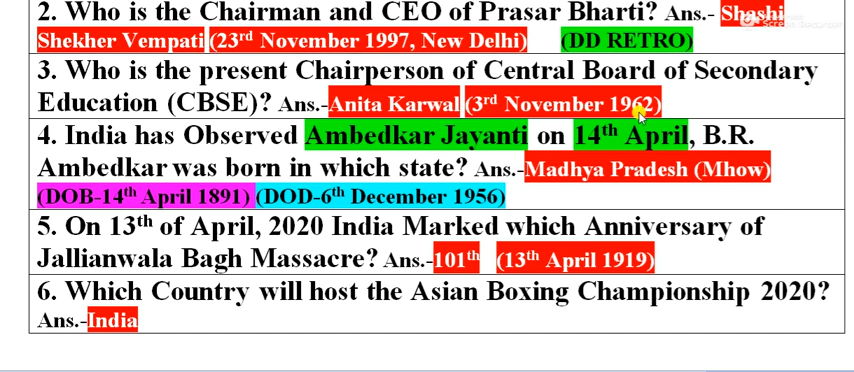 2. Who is the Chairman and CEO of Prasar Bharti? Ans.- Shashi
Shekher Vempati (23rd November 1997, New Delhi) (DD RETRO)
3. Who is the present Chairperson of Central Board of Secondary
Education (CBSE)? Ans.-Anita Karwal (3rd November 1962)
4. India has Observed Ambedkar Jayanti on 14th April, B.R.
Ambedkar was born in which state? Ans.-Madhya Pradesh (Mhow)
(DOB-14th April 1891) (DOD-6th December 1956)
5. On 13th of April, 2020 India Marked which Anniversary of
Jallianwala Bagh Massacre? Ans.-101th (13th April 1919)
6. Which Country will host the Asian Boxing Championship 2020?
Ans.-India